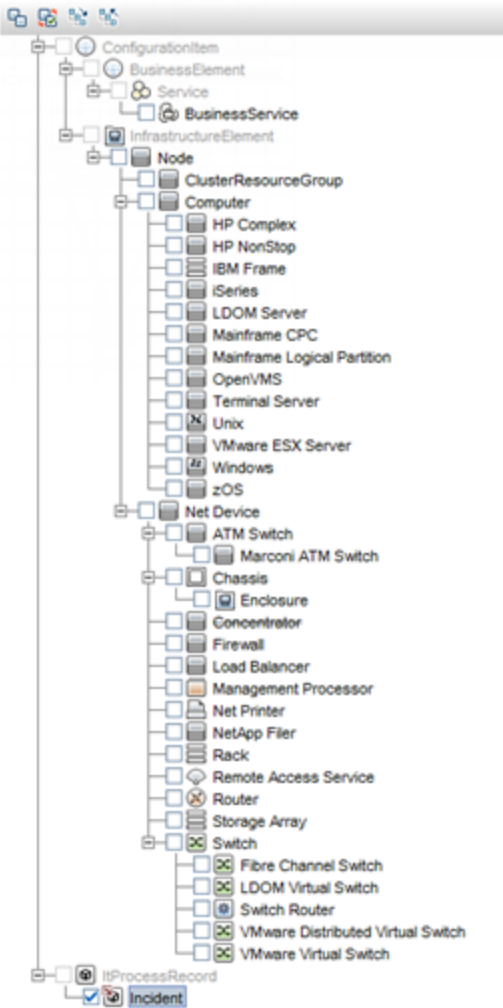 ConfigurationItem
BusinessElement
Service
BusinessService
InfrastructureElement
Node
ClusterResourceGroup
Computer
HP Complex
HP NonStop
IBM Frame
iSeries
LDOM Server
Mainframe CPC
Mainframe Logical Partition
OpenVMS
Terminal Server
Unix
VMware ESX Server
Windows
zOS
Net Device
ATM Switch
Marconi ATM Switch
Chassis
Enclosure
Concentrator
Firewall
Load Balancer
Management Processor
Net Printer
NetApp Filer
Rack
Remote Access Service
Router
Storage Array
Switch
Fibre Channel Switch
LDOM Virtual Switch
Switch Router
VMware Distributed Virtual Switch
VMware Virtual Switch
ItProcessRecord
Incident